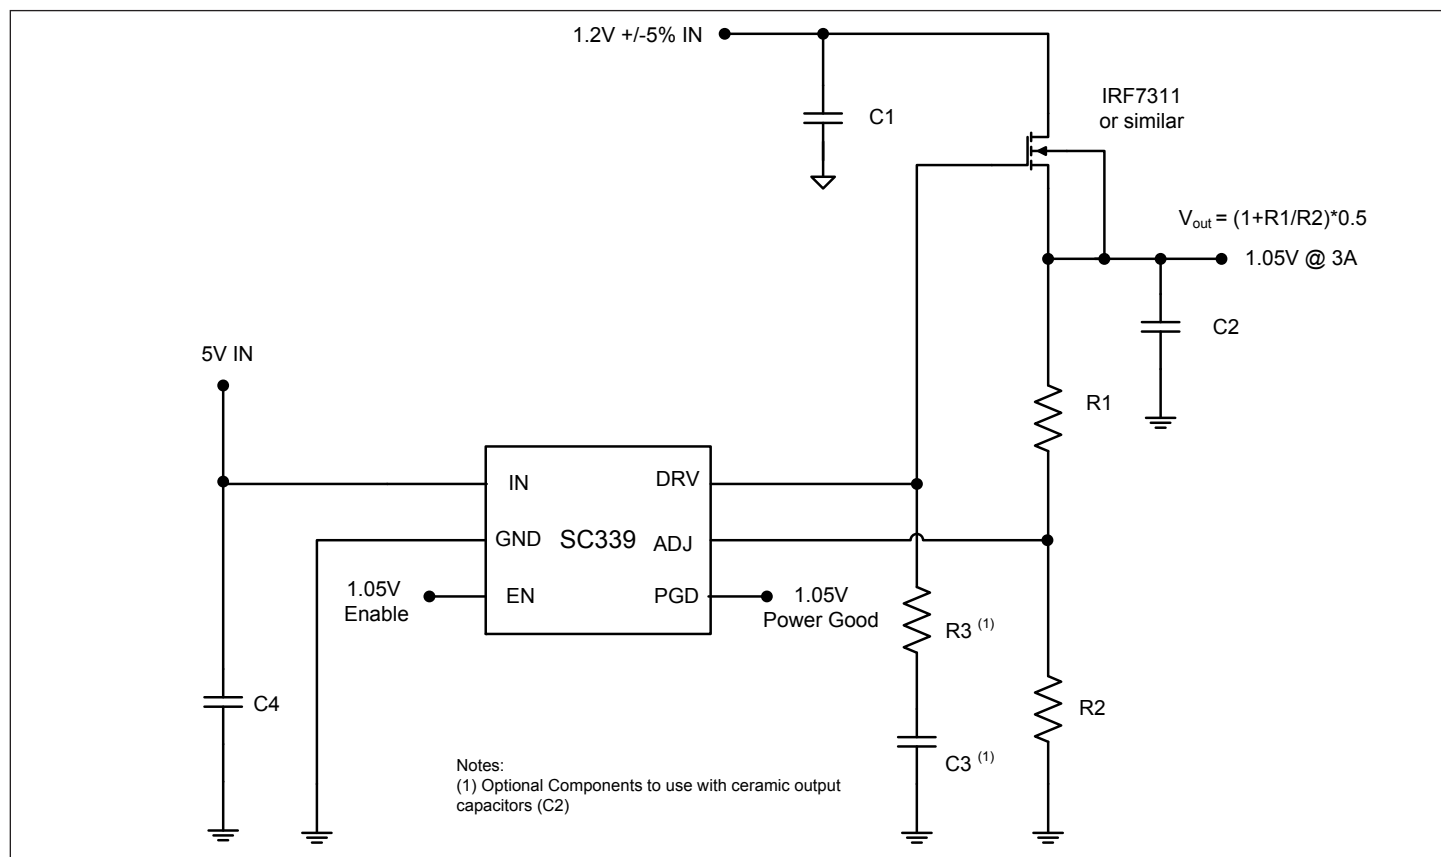 1.2V +/-5% IN
C1
IRF7311
or similar
Vout = (1+R1/R2)*0.5
1.05V @ 3A
C2
5V IN
R1
IN
DRV
GND
SC339
ADJ
1.05V
Enable
EN
PGD
1.05V
Power Good
R3 (1)
C4
R2
C3 (1)
Notes:
(1) Optional Components to use with ceramic output
capacitors (C2)